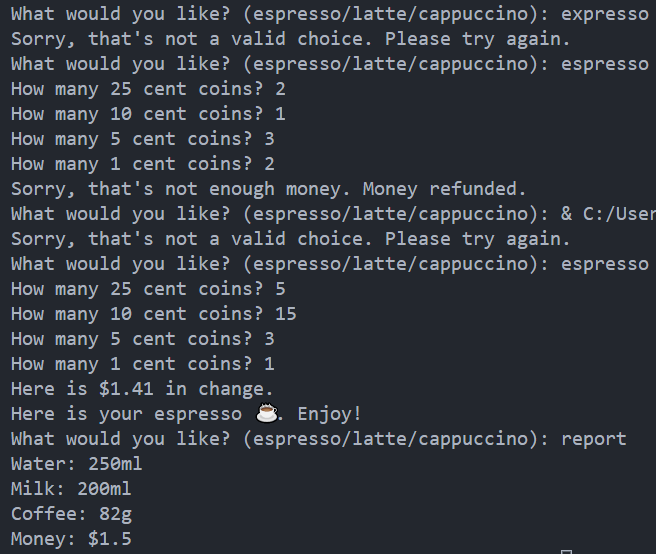 What would you like? (espresso/latte/cappuccino): expresso
Sorry, that's not a valid choice. Please try again.
What would you like? (espresso/latte/cappuccino): espresso
How many 25 cent coins? 2
How many 10 cent coins? 1
How many 5 cent coins? 3
How many 1 cent coins? 2
Sorry, that's not enough money. Money refunded.
What would you like? (espresso/latte/cappuccino): & C:/User
Sorry, that's not a valid choice. Please try again.
What would you like? (espresso/latte/cappuccino): espresso
How many 25 cent coins? 5
How many 10 cent coins? 15
How many 5 cent coins? 3
How many 1 cent coins? 1
Here is $1.41 in change.
Here is your espresso ☕. Enjoy!
What would you like? (espresso/latte/cappuccino): report
Water: 250ml
Milk: 200ml
Coffee: 82g
Money: $1.5